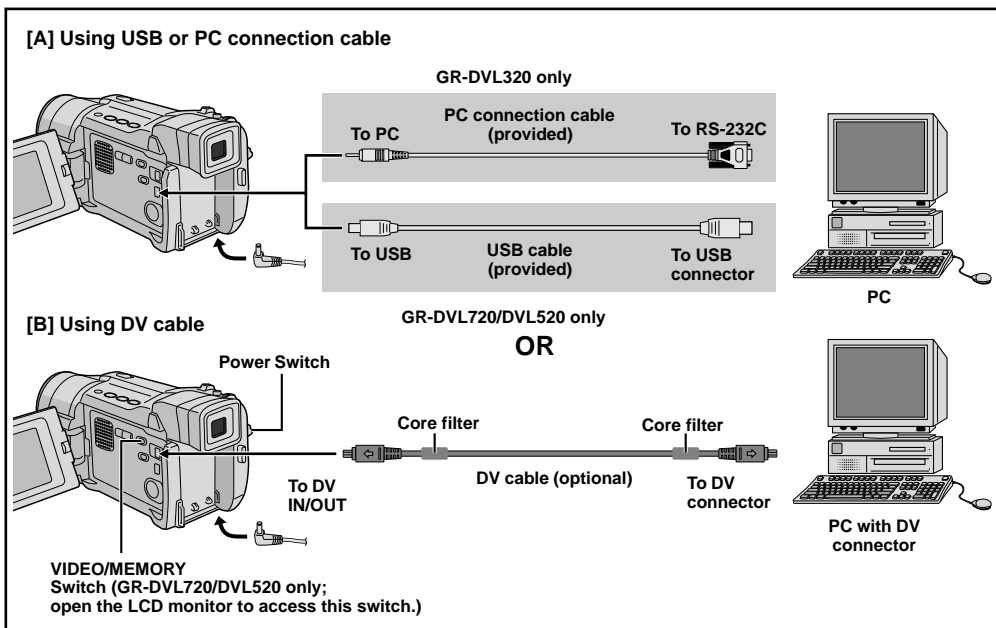 [A] Using USB or PC connection cable
GR-DVL320 only
To PC
PC connection cable
(provided)
To RS-232C
To USB
USB cable
(provided)
To USB
connector
PC
GR-DVL720/DVL520 only
OR
[B] Using DV cable
Power Switch
Core filter
Core filter
To DV
IN/OUT
DV cable (optional)
To DV
connector
PC with DV
connector
VIDEO/MEMORY
Switch (GR-DVL720/DVL520 only;
open the LCD monitor to access this switch.)